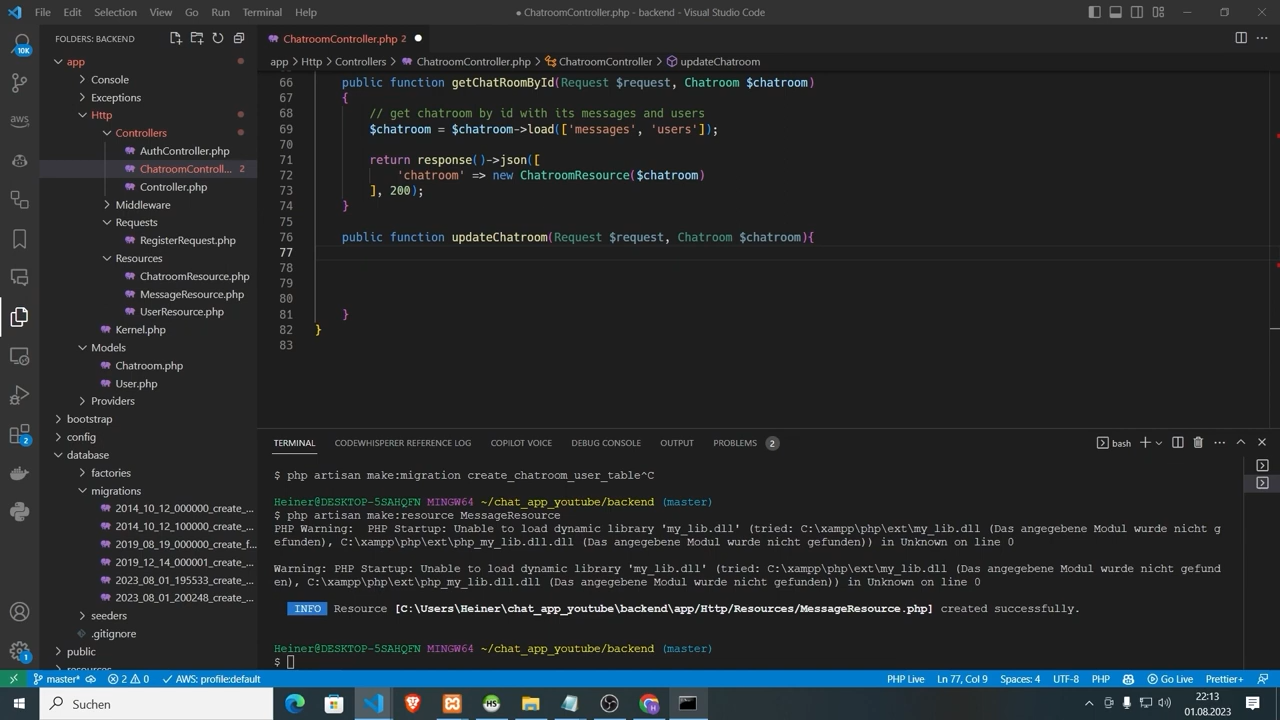 File Edit Selection View Go Run Terminal Help
● ChatroomController.php - backend - Visual Studio Code
FOLDERS: BACKEND
ChatroomController.php 2 ●
app > Http > Controllers > ChatroomController.php > ChatroomController > updateChatroom
10K
aws
2
1
app
Console
Exceptions
Http
Controllers
AuthController.php
ChatroomControll... 2
Controller.php
Middleware
Requests
RegisterRequest.php
Resources
ChatroomResource.php
MessageResource.php
UserResource.php
Kernel.php
Models
Chatroom.php
User.php
Providers
bootstrap
config
database
factories
migrations
2014_10_12_000000_create_...
2014_10_12_100000_create_...
2019_08_19_000000_create_f...
2019_12_14_000001_create_...
2023_08_01_195533_create_...
2023_08_01_200248_create_...
seeders
.gitignore
public
66 public function getChatRoomById(Request $request, Chatroom $chatroom)
67 {
68 // get chatroom by id with its messages and users
69 $chatroom = $chatroom->load(['messages', 'users']);
70
71 return response()->json([
72 'chatroom' => new ChatroomResource($chatroom)
73 ], 200);
74 }
75
76 public function updateChatroom(Request $request, Chatroom $chatroom){
77
78
79
80
81 }
82 }
83
TERMINAL CODEWHISPERER REFERENCE LOG COPILOT VOICE DEBUG CONSOLE OUTPUT PROBLEMS 2
bash
$ php artisan make:migration create_chatroom_user_table^C
Heiner@DESKTOP-5SAHQFN MINGW64 ~/chat_app_youtube/backend (master)
$ php artisan make:resource MessageResource
PHP Warning:  PHP Startup: Unable to load dynamic library 'my_lib.dll' (tried: C:\xampp\php\ext\my_lib.dll (Das angegebene Modul wurde nicht g
efunden), C:\xampp\php\ext\php_my_lib.dll.dll (Das angegebene Modul wurde nicht gefunden)) in Unknown on line 0
Warning: PHP Startup: Unable to load dynamic library 'my_lib.dll' (tried: C:\xampp\php\ext\my_lib.dll (Das angegebene Modul wurde nicht gefund
en), C:\xampp\php\ext\php_my_lib.dll.dll (Das angegebene Modul wurde nicht gefunden)) in Unknown on line 0
INFO Resource [C:\Users\Heiner\chat_app_youtube\backend\app/Http/Resources/MessageResource.php] created successfully.
Heiner@DESKTOP-5SAHQFN MINGW64 ~/chat_app_youtube/backend (master)
$
master* 2 0 AWS: profile:default
PHP Live Ln 77, Col 9 Spaces: 4 UTF-8 PHP Go Live Prettier+
Suchen
HS
22:13
01.08.2023